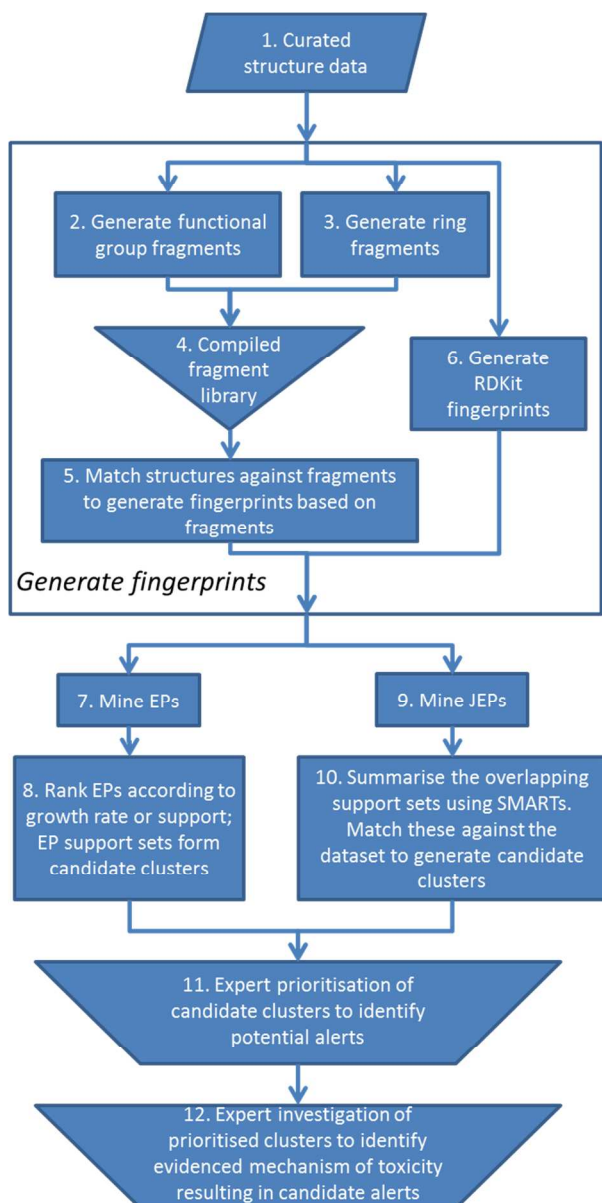 1. Curated
structure data
2. Generate functional
group fragments
3. Generate ring
fragments
4. Compiled
fragment
library
6. Generate
RDKit
fingerprints
5. Match structures against fragments
to generate fingerprints based on
fragments
Generate fingerprints
7. Mine EPs
9. Mine JEPs
8. Rank EPs according to
growth rate or support;
EP support sets form
candidate clusters
10. Summarise the overlapping
support sets using SMARTs.
Match these against the
dataset to generate candidate
clusters
11. Expert prioritisation of
candidate clusters to identify
potential alerts
12. Expert investigation of
prioritised clusters to identify
evidenced mechanism of toxicity
resulting in candidate alerts